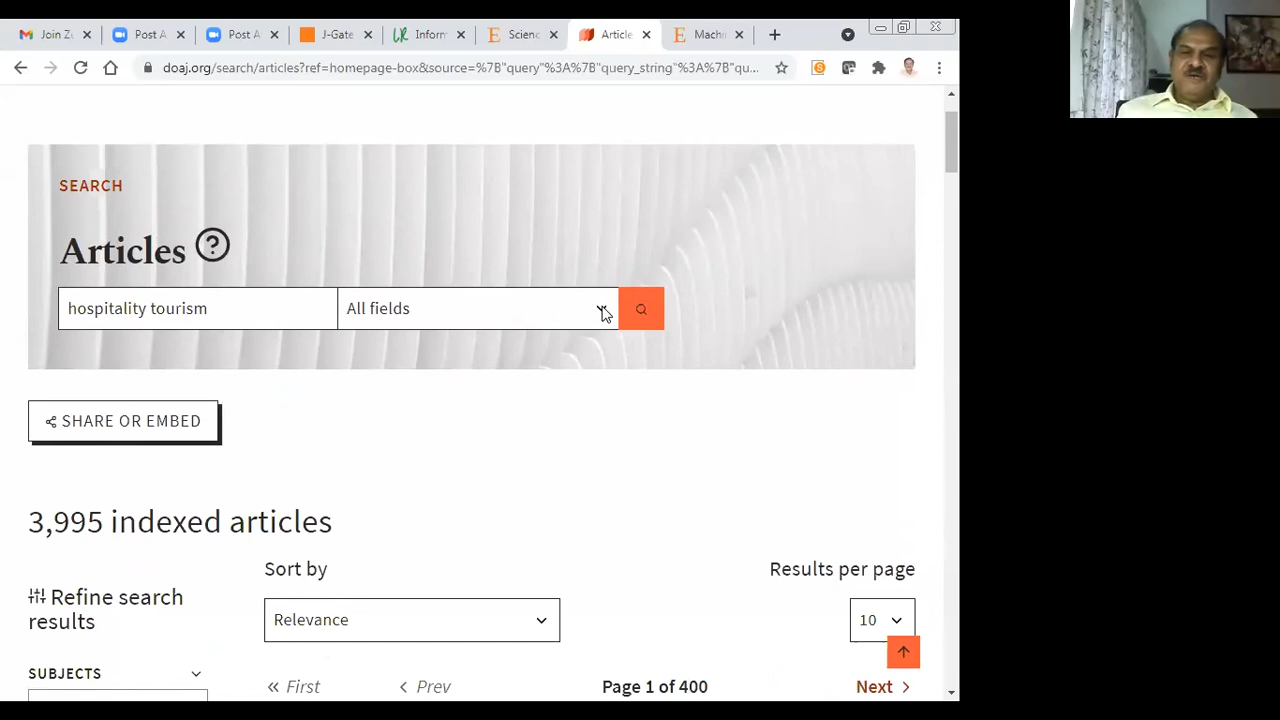 Join Zo
Post A
Post A
J-Gate
Inforn
Scienc
Article
Machi
doaj.org/search/articles?ref=homepage-box&source=%7B"query"%3A%7B"query_string"%3A%7B"qu...
SEARCH
Articles ?
hospitality tourism
All fields
SHARE OR EMBED
3,995 indexed articles
Sort by
Results per page
Refine search
results
Relevance
10
SUBJECTS
« First
‹ Prev
Page 1 of 400
Next ›